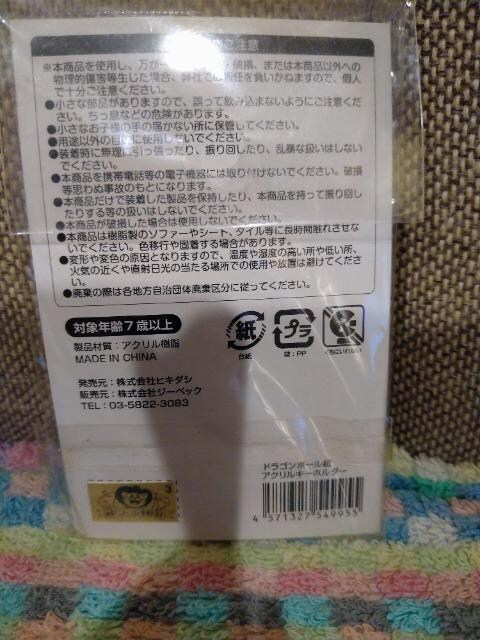 のご注意
※本商品を使用し、万が一 破損、または本商品以外への
物理的傷害等生じた場合、弊社では責任を負いかねますので、個人
で十分ご注意ください。
●小さな部品がありますので、誤って飲み込まないようにご注意くだ
さい。ちっ息などの危険があります。
●小さなお子様の手の届かない所に保管してください。
●用途以外の目的に使用しないでください。
●装着時に無理に引っ張ったり、振り回したり、乱暴な扱いはしない
でください。
●本商品を携帯電話等の電子機器には取り付けないでください。破損
等思わぬ事故のもとになります。
●本商品だけで装着した製品を保持したり、本商品を持って振り回し
たりする等の扱いはしないでください。
●本商品が破損した場合は使用しないでください。
●本商品は樹脂製のソファーやシート、タイル等に長時間触れさせな
いでください。色移行や固着する場合があります。
●変形や変色の原因となりますので、温度や湿度の高い所や低い所、
火気の近くや直射日光の当たる場所での使用や放置は避けてくださ
い。
●廃棄の際は各地方自治団体廃棄区分に従ってください。
対象年齢7歳以上
製品材質：アクリル樹脂
MADE IN CHINA
紙
台紙
プラ
袋：PP
くちにいれない
発売元：株式会社ヒキダシ
販売元：株式会社ジーベック
TEL：03-5822-3083
ドラゴンボール超
アクリルキーホルダー
3
4 571327 549955